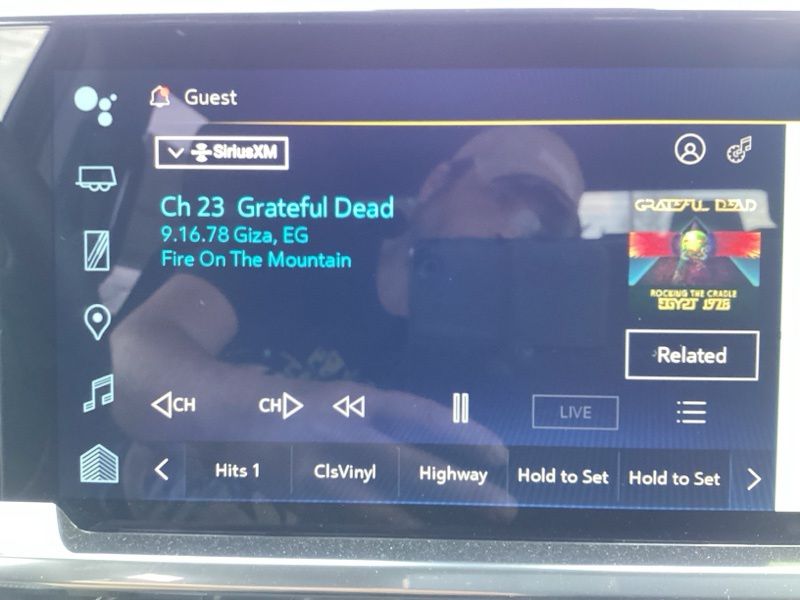 Guest
SiriusXM
Ch 23 Grateful Dead
9.16.78 Giza, EG
Fire On The Mountain
GRATEFUL DEAD
ROCKING THE CRADLE
EGYPT 1978
Related
CH CH LIVE
Hits 1 ClsVinyl Highway Hold to Set Hold to Set